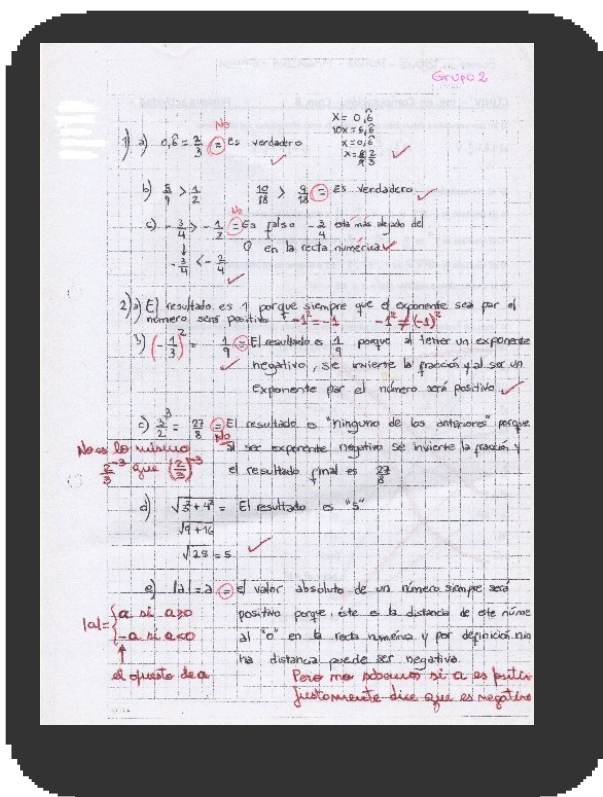 Grupo 2
x = 0,6̂
10x = 6,6̂
No
1) a) 0,6̂ = 2/3 = es verdadero
x = 0,6̂
b) 5/9 > 1/2 10/18 > 9/18 = Es verdadero
No
c) -3/4 > -1/2 = Es falso -3/4 está más alejado del
0 en la recta numérica
-3/4 < -2/4
2) a) El resultado es 1 porque siempre que el exponente sea par el
número será positivo -1² = -1 -1² ≠ (-1)²
b) (-1/3)² = 1/9 = El resultado es 1/9 porque al tener un exponente
negativo, se invierte la fracción y al ser un
exponente par el número será positivo
c) 3/2³ = 27/8 = El resultado es "ninguno de los anteriores" porque
No
No es lo mismo al ser exponente negativo se invierte la fracción y
2/3⁻³ que (2/3)⁻³ el resultado final es 27/8
d) √3²+4² = El resultado es "5"
√9+16
√25 = 5
e) |a| = a = el valor absoluto de un número siempre será
positivo porque, éste es la distancia de ese núme
|a| = { a si a≥0
-a si a<0
al "0" en la recta numérica y por definición nin
ha distancia puede ser negativa.
el opuesto de a
Pero no sabemos si a es
justamente dice que es negativo